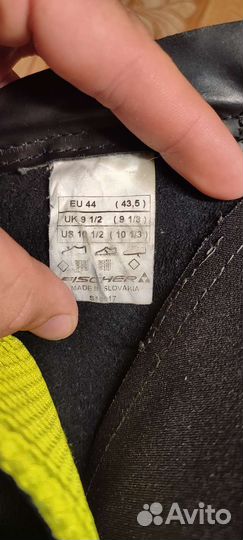 EU 44 ( 43,5 )
UK 9 1/2 ( 9 1/3 )
US 10 1/2 ( 10 1/3 )
FISCHER
MADE IN SLOVAKIA
Avito